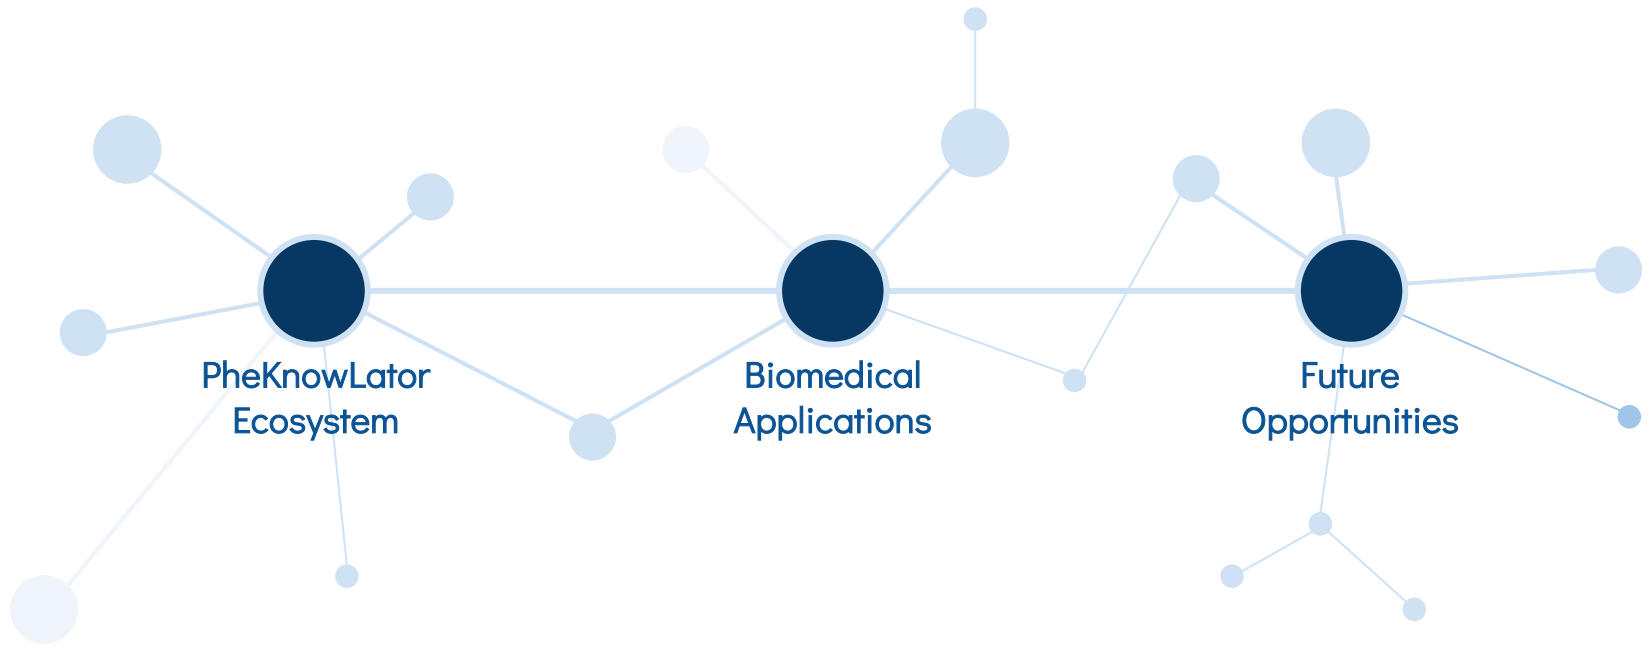 PheKnowLator
Ecosystem
Biomedical
Applications
Future
Opportunities